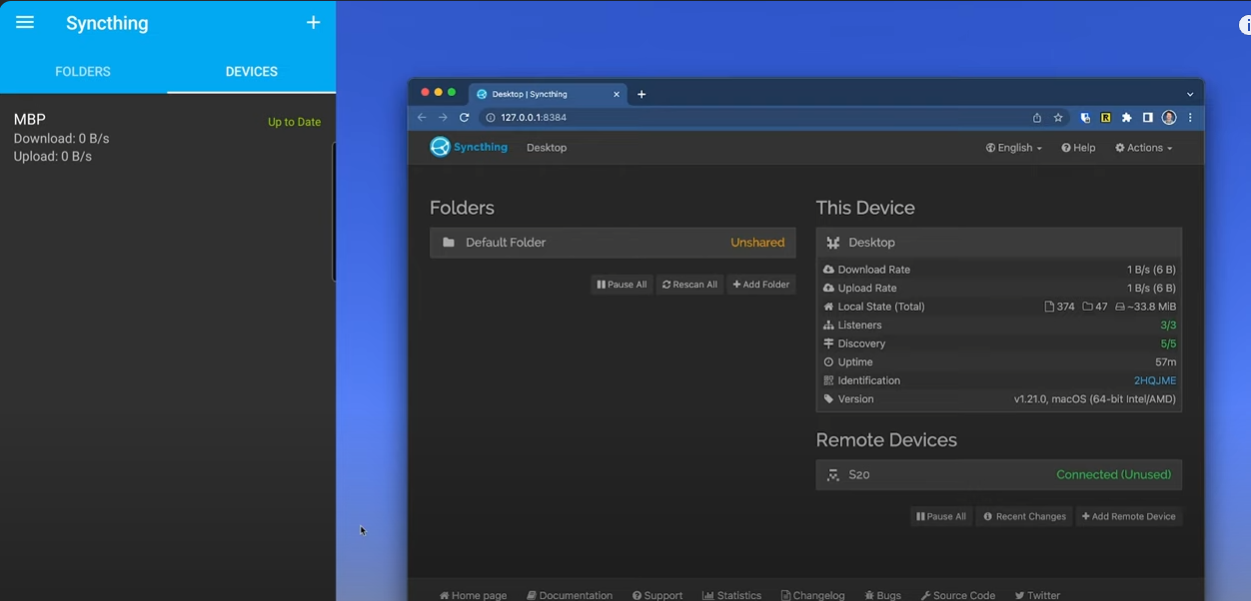 Syncthing
+
FOLDERS DEVICES
MBP
Up to Date
Download: 0 B/s
Upload: 0 B/s
Desktop | Syncthing
127.0.0.1:8384
Syncthing Desktop English Help Actions
Folders
Default Folder Unshared
Pause All Rescan All + Add Folder
This Device
Desktop
Download Rate 1 B/s (6 B)
Upload Rate 1 B/s (6 B)
Local State (Total) 374 47 ~33.8 MiB
Listeners 3/3
Discovery 5/5
Uptime 57m
Identification 2HQJME
Version v1.21.0, macOS (64-bit Intel/AMD)
Remote Devices
S20 Connected (Unused)
Pause All Recent Changes + Add Remote Device
Home page Documentation Support Statistics Changelog Bugs Source Code Twitter